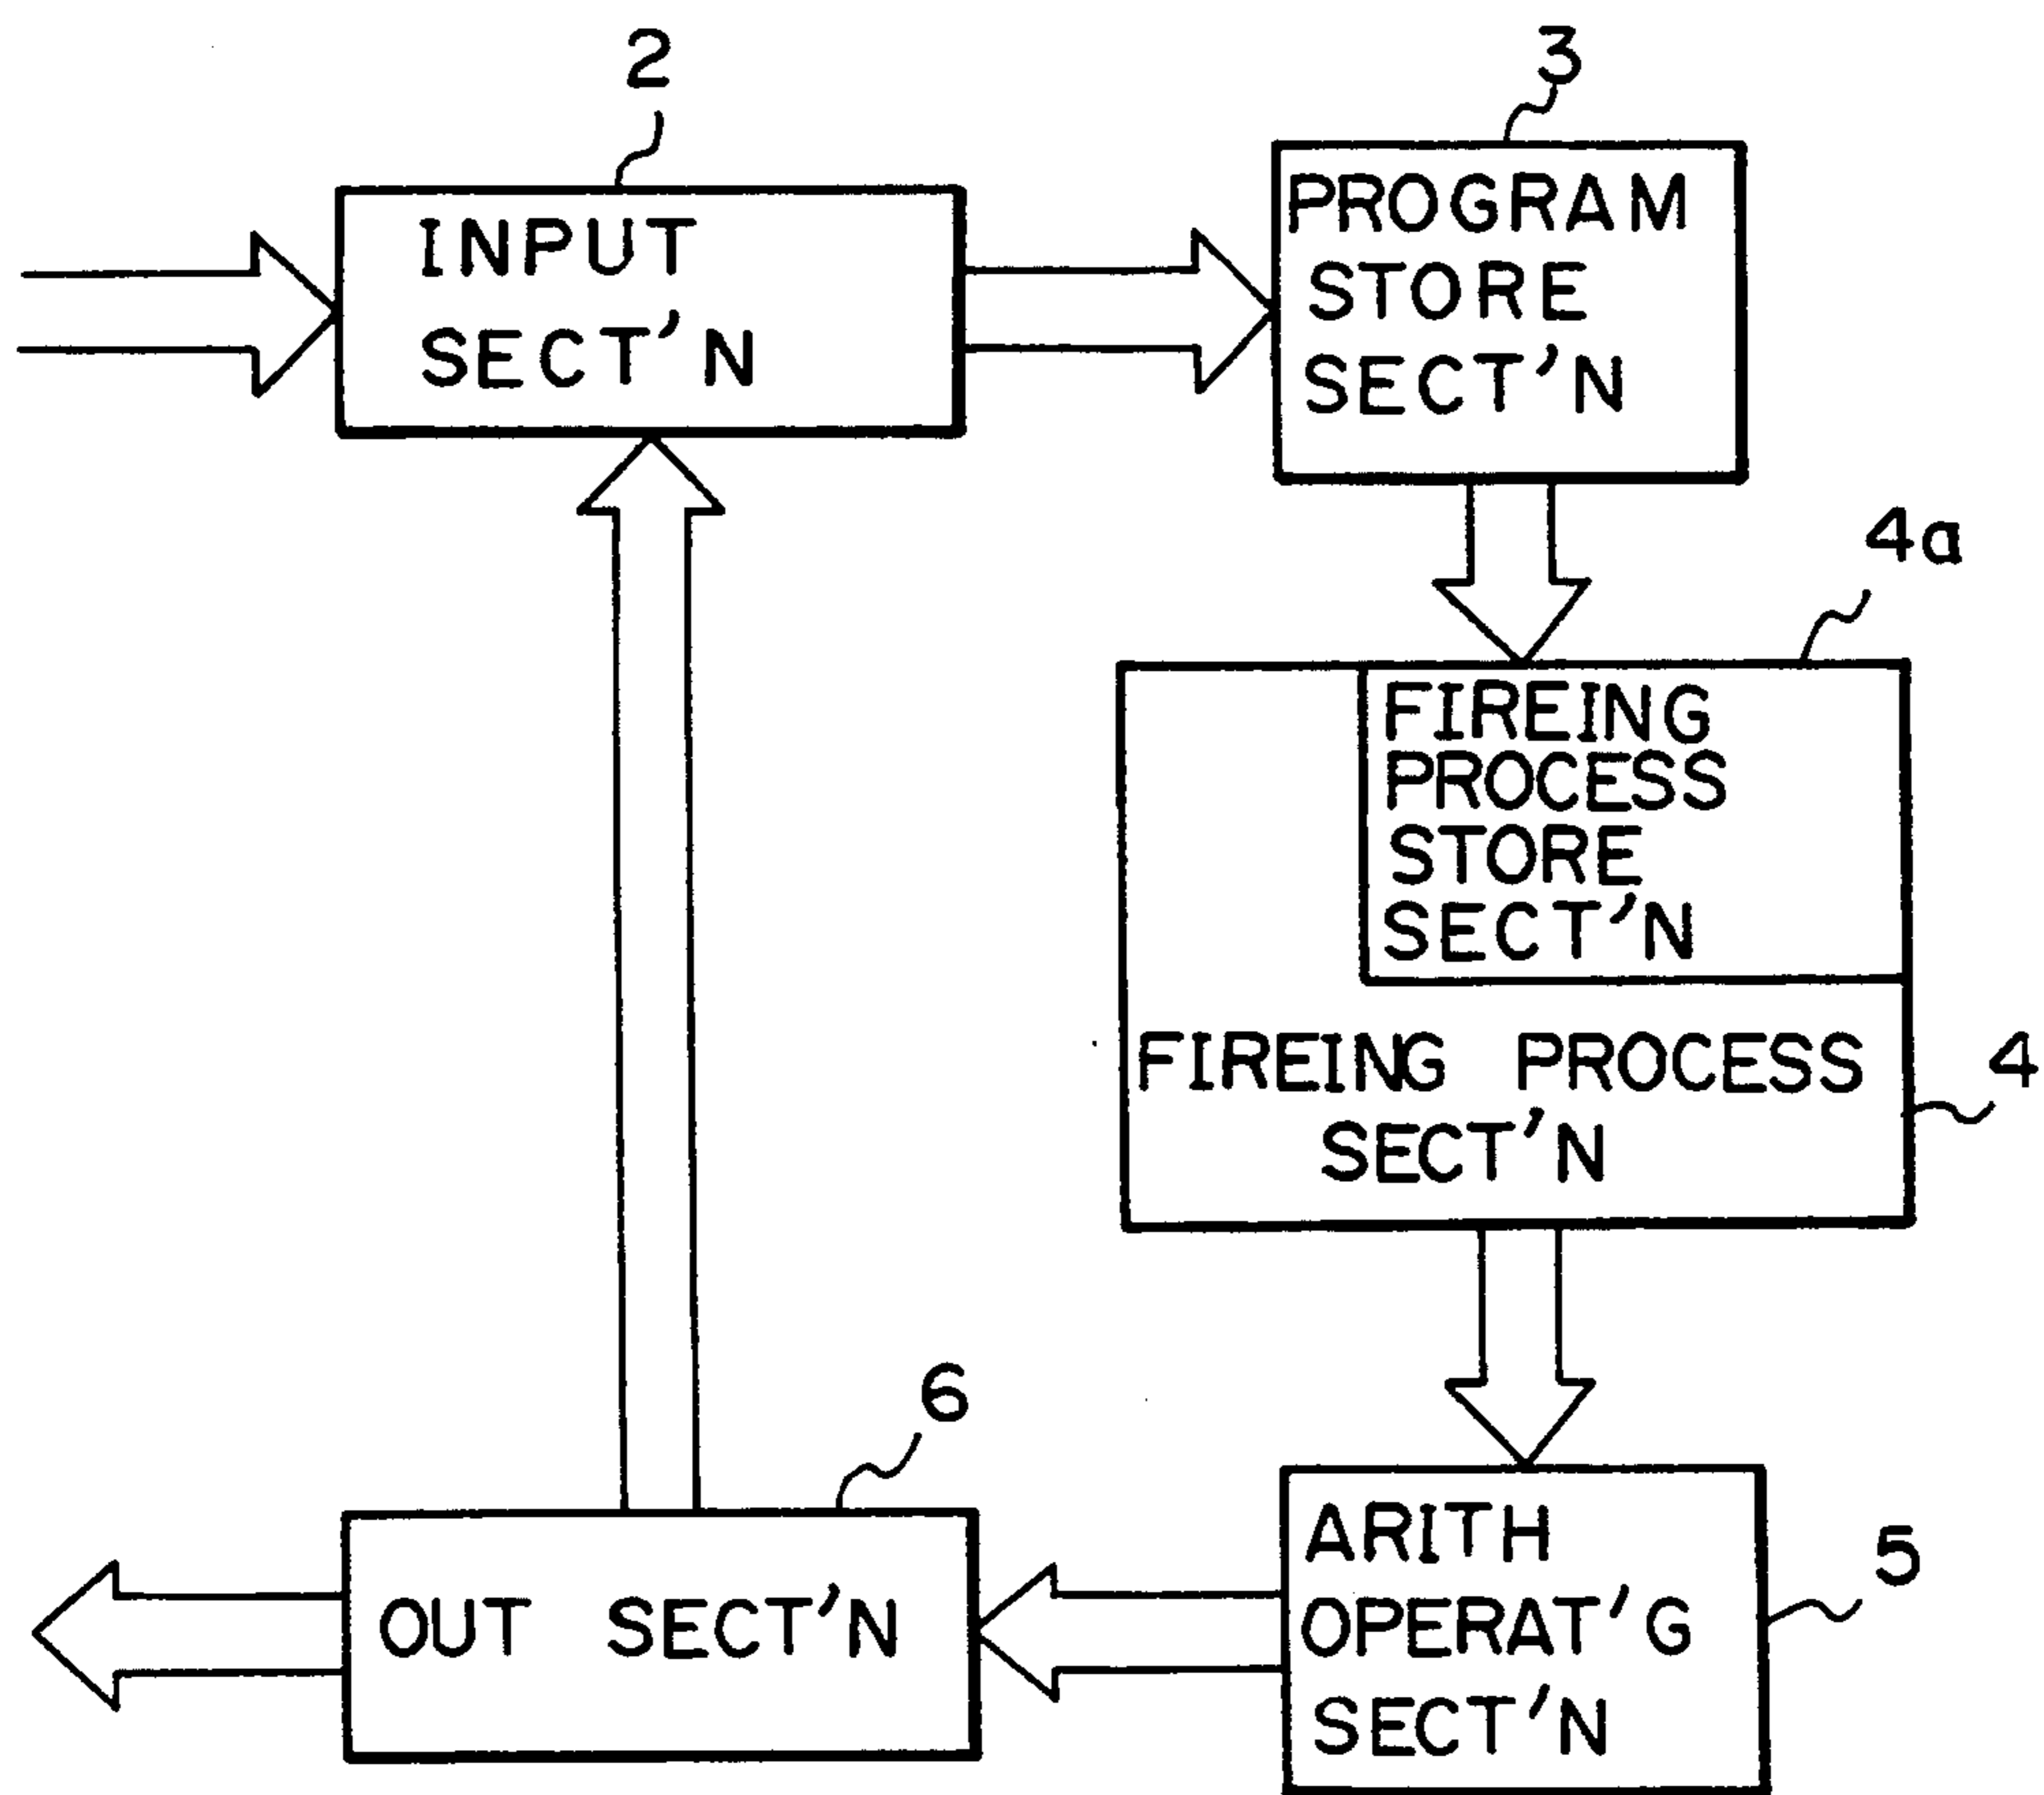 2
INPUT
SECT'N
3
PROGRAM
STORE
SECT'N
4a
FIREING
PROCESS
STORE
SECT'N
FIREING PROCESS
SECT'N
4
6
OUT SECT'N
ARITH
OPERAT'G
SECT'N
5